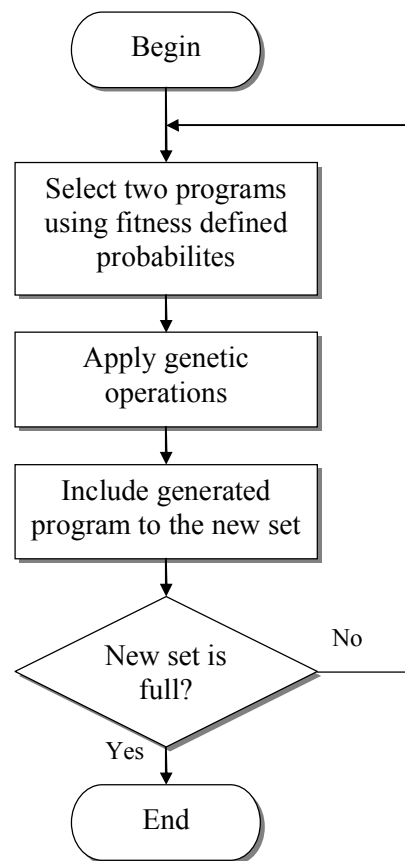 Begin
Select two programs
using fitness defined
probabilites
Apply genetic
operations
Include generated
program to the new set
New set is
full?
No
Yes
End